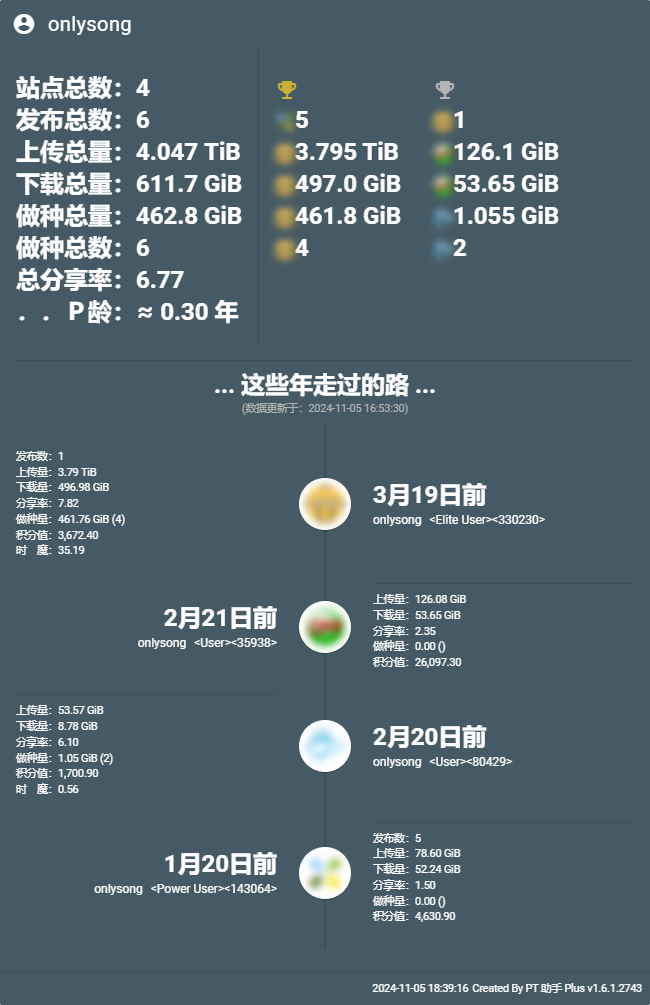 onlysong
站点总数：4
发布总数：6
上传总量：4.047 TiB
下载总量：611.7 GiB
做种总量：462.8 GiB
做种总数：6
总分享率：6.77
．．P龄：≈ 0.30 年
5
3.795 TiB
497.0 GiB
461.8 GiB
4
1
126.1 GiB
53.65 GiB
1.055 GiB
2
... 这些年走过的路 ...
(数据更新于：2024-11-05 16:53:30)
发布数：1
上传量：3.79 TiB
下载量：496.98 GiB
分享率：7.82
做种量：461.76 GiB (4)
积分值：3,672.40
时　魔：35.19
3月19日前
onlysong <Elite User><330230>
2月21日前
onlysong <User><35938>
上传量：126.08 GiB
下载量：53.65 GiB
分享率：2.35
做种量：0.00 ()
积分值：26,097.30
上传量：53.57 GiB
下载量：8.78 GiB
分享率：6.10
做种量：1.05 GiB (2)
积分值：1,700.90
时　魔：0.56
2月20日前
onlysong <User><80429>
1月20日前
onlysong <Power User><143064>
发布数：5
上传量：78.60 GiB
下载量：52.24 GiB
分享率：1.50
做种量：0.00 ()
积分值：4,630.90
2024-11-05 18:39:16 Created By PT 助手 Plus v1.6.1.2743